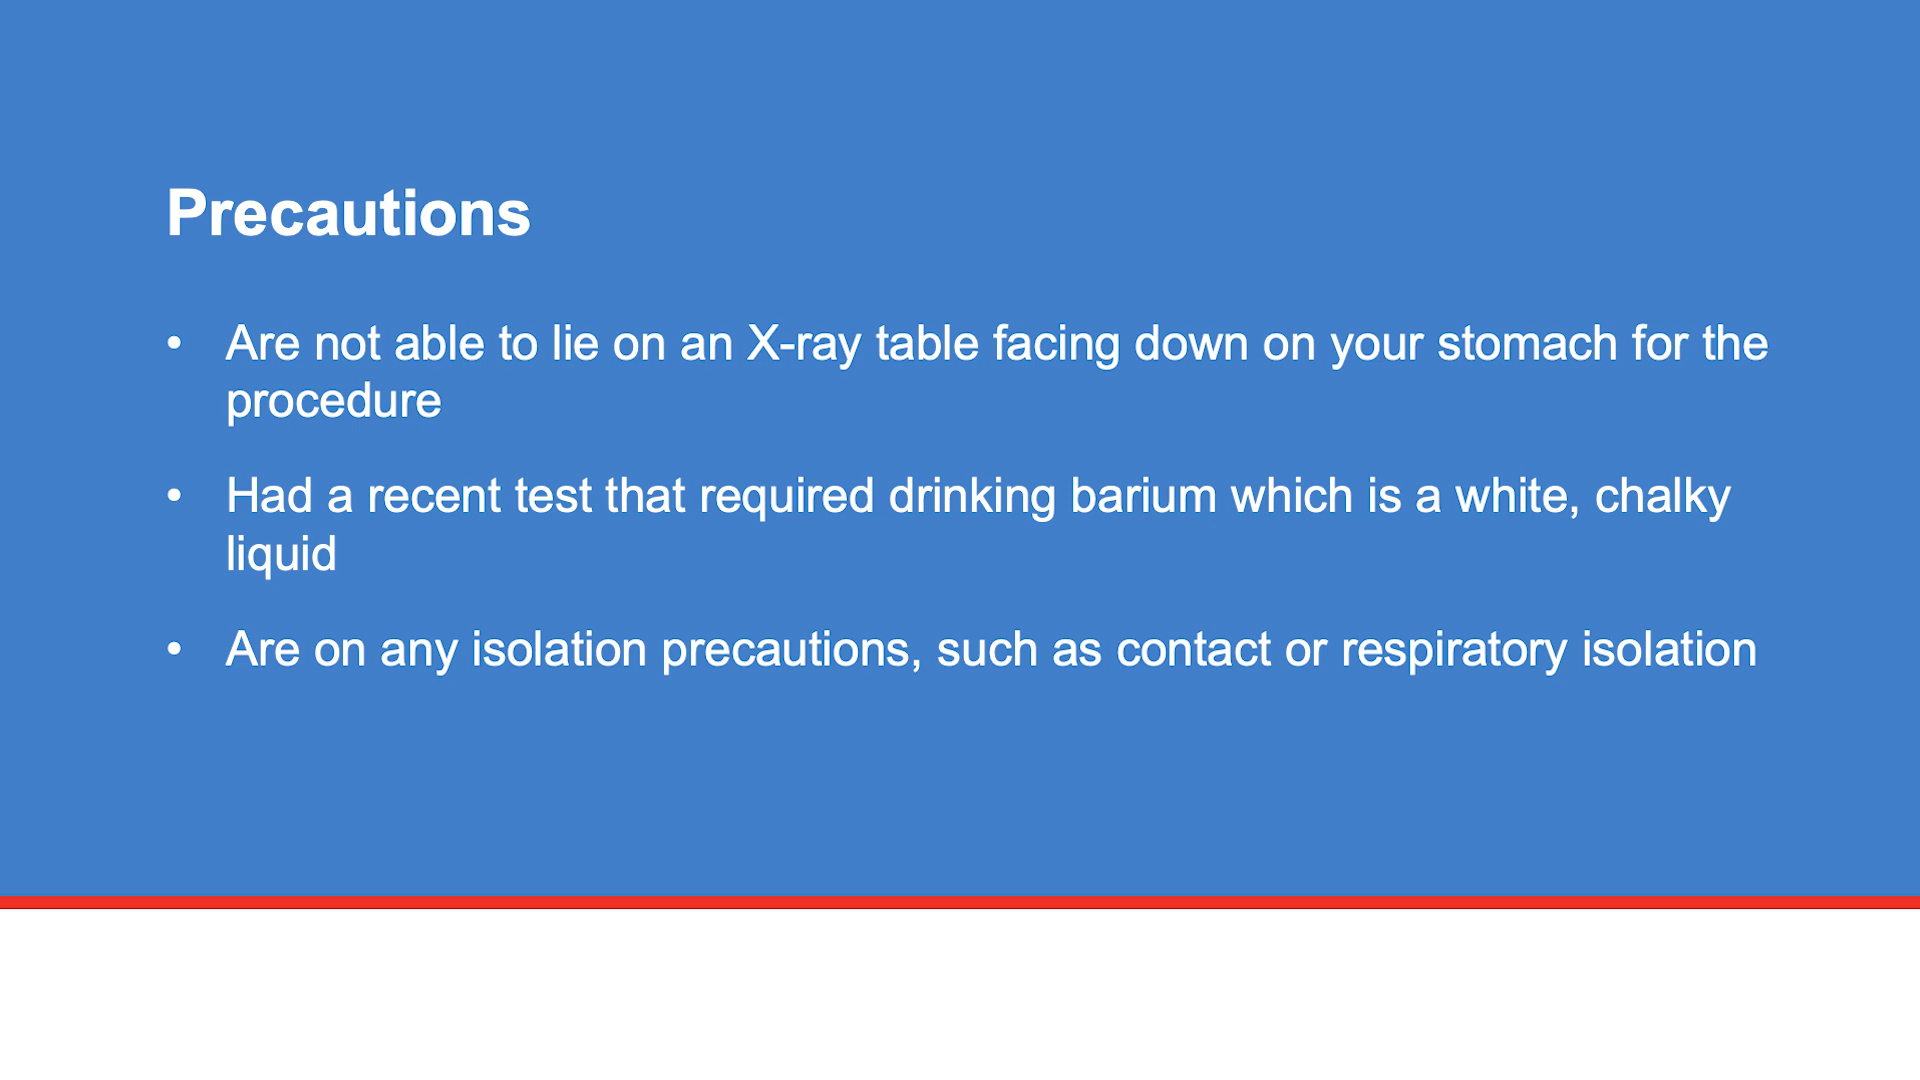 Precautions
• Are not able to lie on an X-ray table facing down on your stomach for the
procedure
• Had a recent test that required drinking barium which is a white, chalky
liquid
• Are on any isolation precautions, such as contact or respiratory isolation